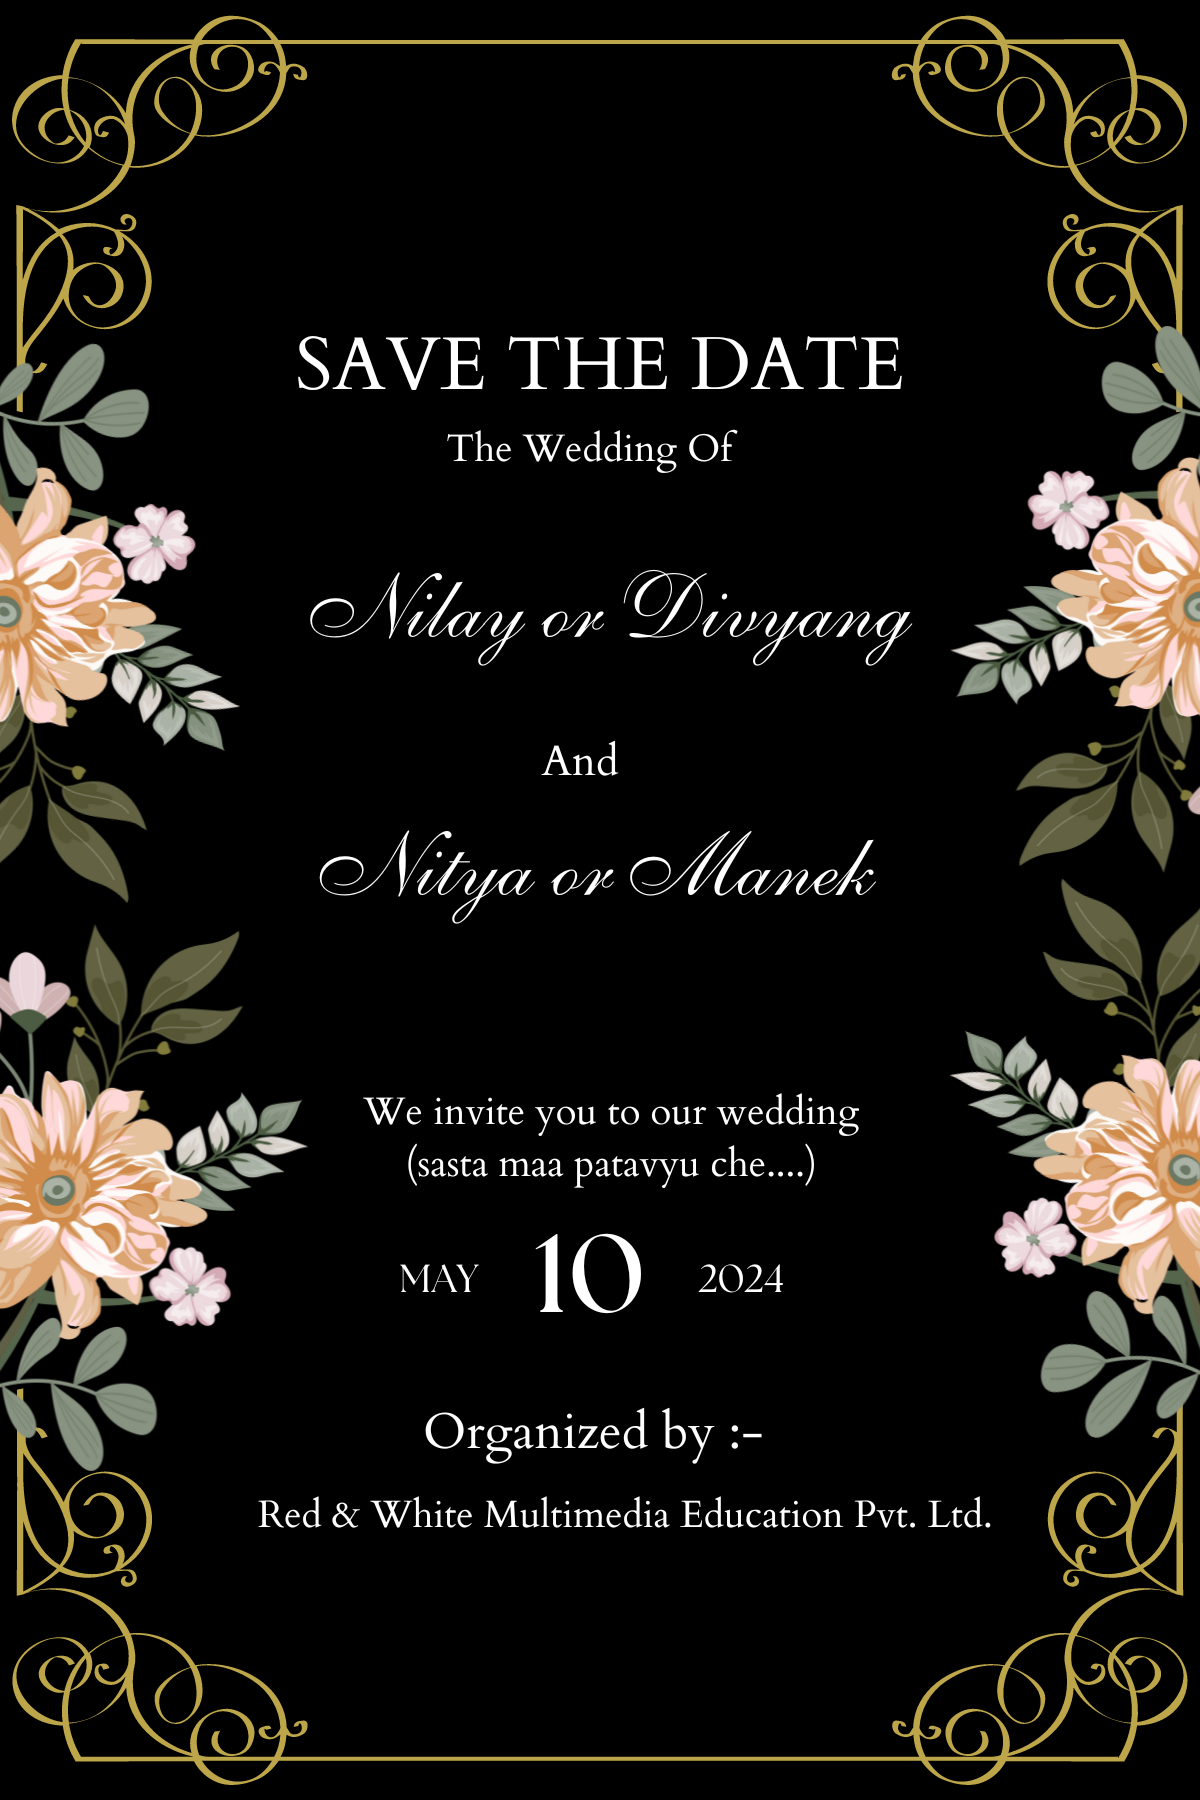 SAVE THE DATE
The Wedding Of
Nilay or Divyang
And
Nitya or Manek
We invite you to our wedding
(sasta maa patavyu che....)
MAY 10 2024
Organized by :-
Red & White Multimedia Education Pvt. Ltd.